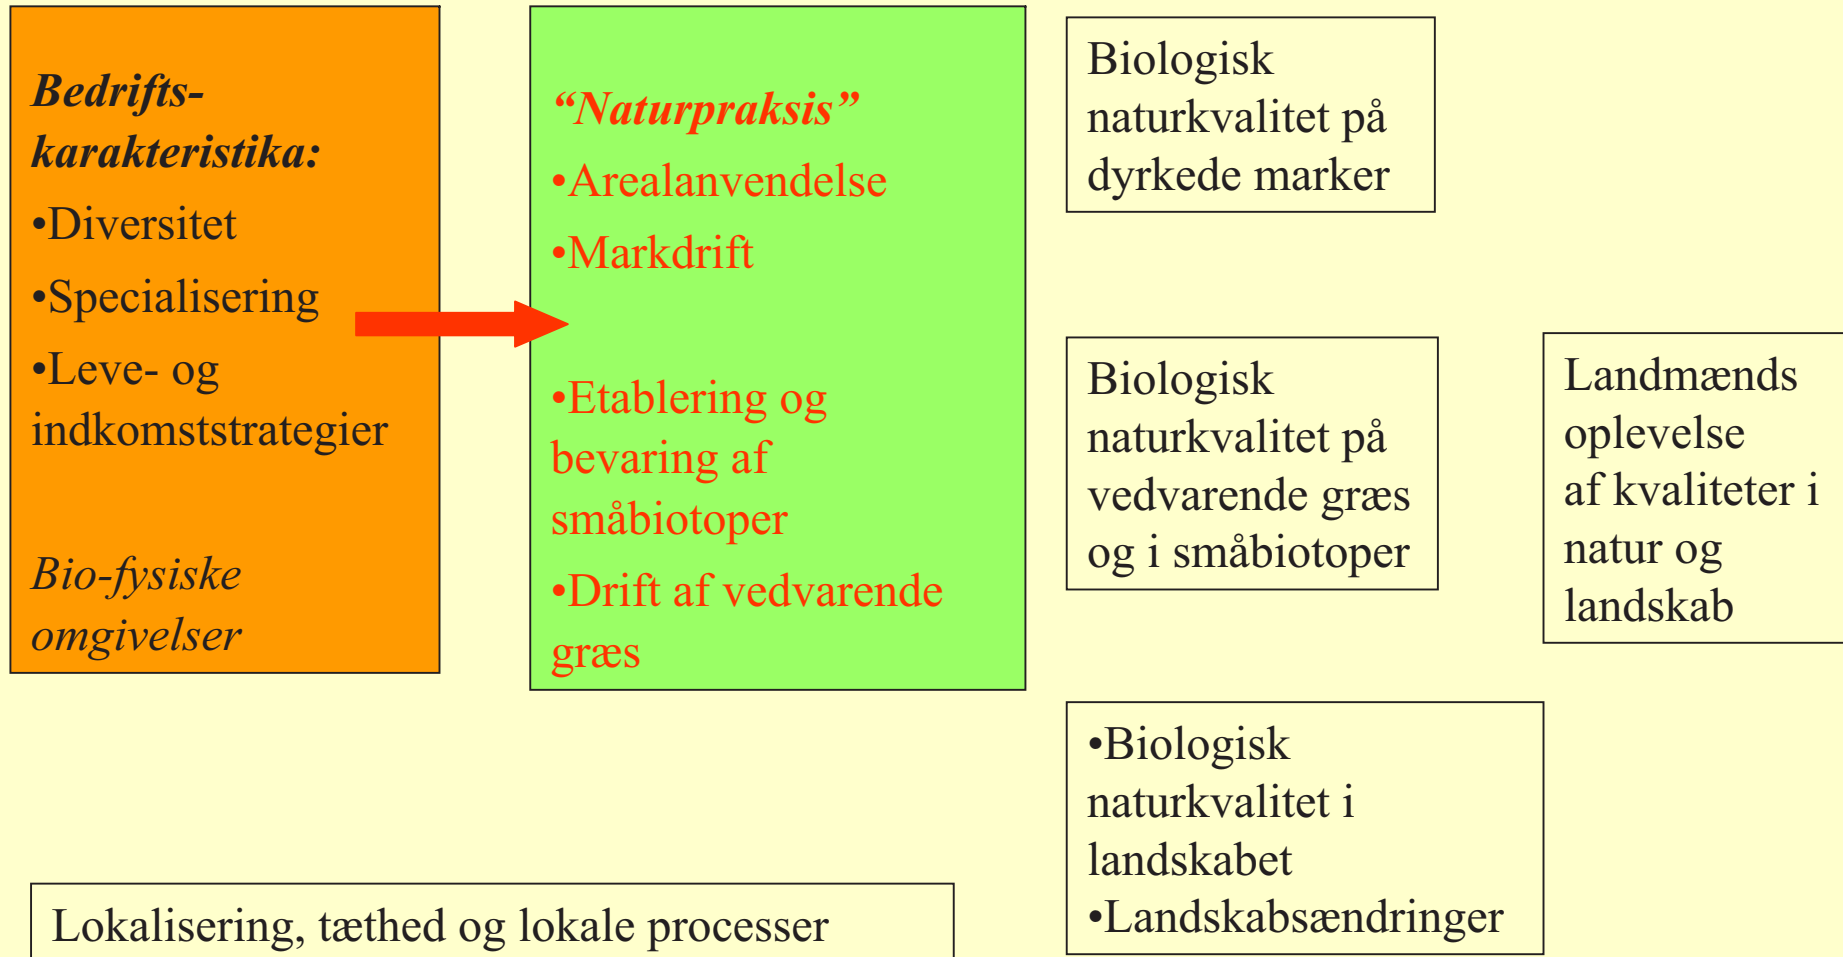 Bedrifts-
karakteristika:
•Diversitet
•Specialisering
•Leve- og
indkomststrategier
Bio-fysiske
omgivelser
“Naturpraksis”
•Arealanvendelse
•Markdrift
•Etablering og
bevaring af
småbiotoper
•Drift af vedvarende
græs
Biologisk
naturkvalitet på
dyrkede marker
Biologisk
naturkvalitet på
vedvarende græs
og i småbiotoper
Landmænds
oplevelse
af kvaliteter i
natur og
landskab
•Biologisk
naturkvalitet i
landskabet
•Landskabsændringer
Lokalisering, tæthed og lokale processer